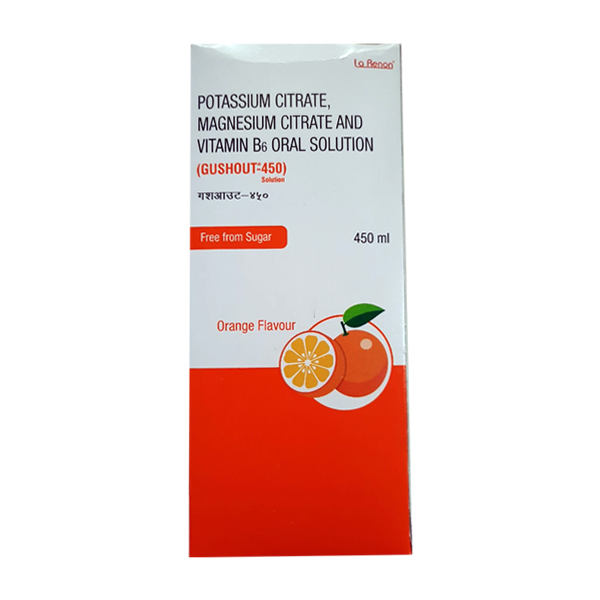 La Renon®
POTASSIUM CITRATE,
MAGNESIUM CITRATE AND
VITAMIN B6 ORAL SOLUTION
(GUSHOUT®-450)
Solution
गशआउट-४५०
Free from Sugar
450 ml
Orange Flavour